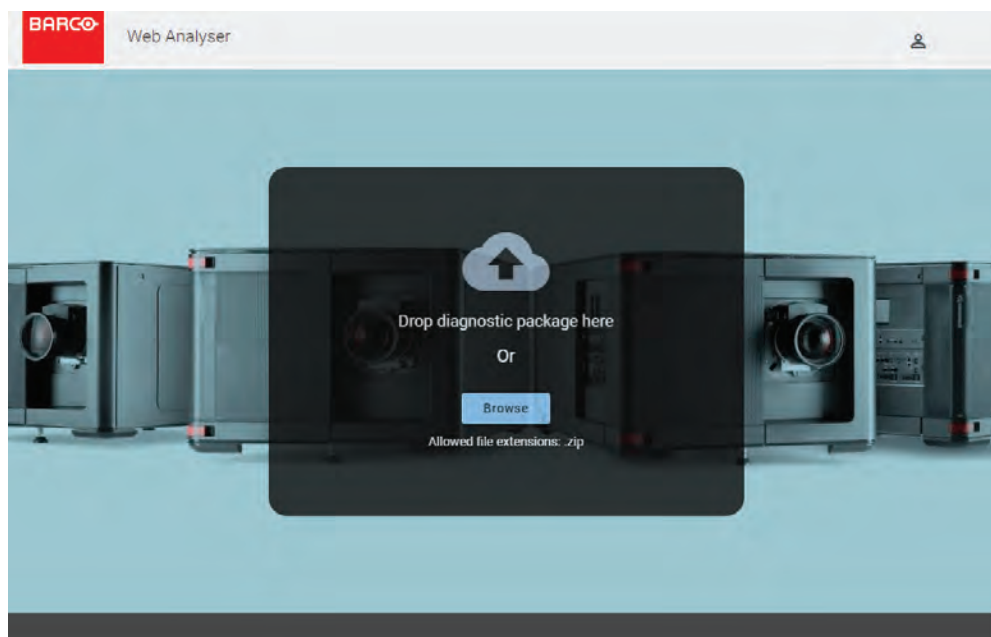 BARCO
Web Analyser
Drop diagnostic package here
Or
Browse
Allowed file extensions: .zip